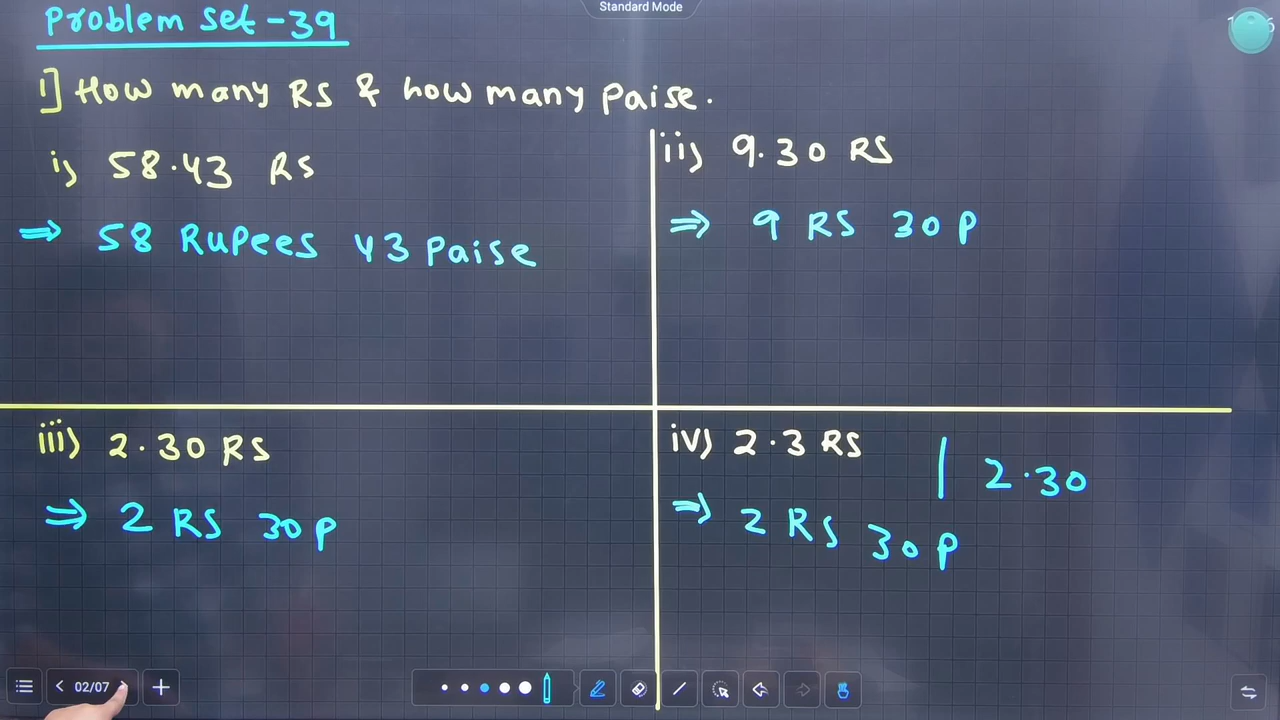 Standard Mode
Problem set -39
1] How many RS & how many Paise.
i) 58.43 RS
⇒ 58 Rupees 43 Paise
ii) 9.30 RS
⇒ 9 RS 30 P
iii) 2.30 RS
⇒ 2 RS 30 P
iv) 2.3 RS | 2.30
⇒ 2 RS 30 P
02/07